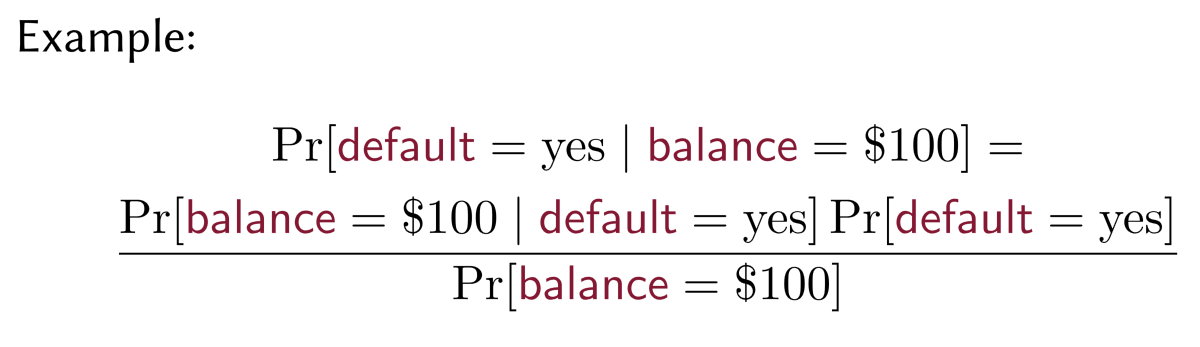 Example:
Pr[default = yes | balance = $100] =
Pr[balance = $100 | default = yes] Pr[default = yes]
Pr[balance = $100]